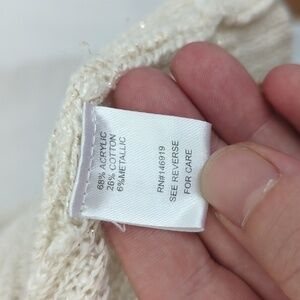 68% ACRYLIC
26% COTTON
6%METALLIC
RN#146919
SEE REVERSE
FOR CARE